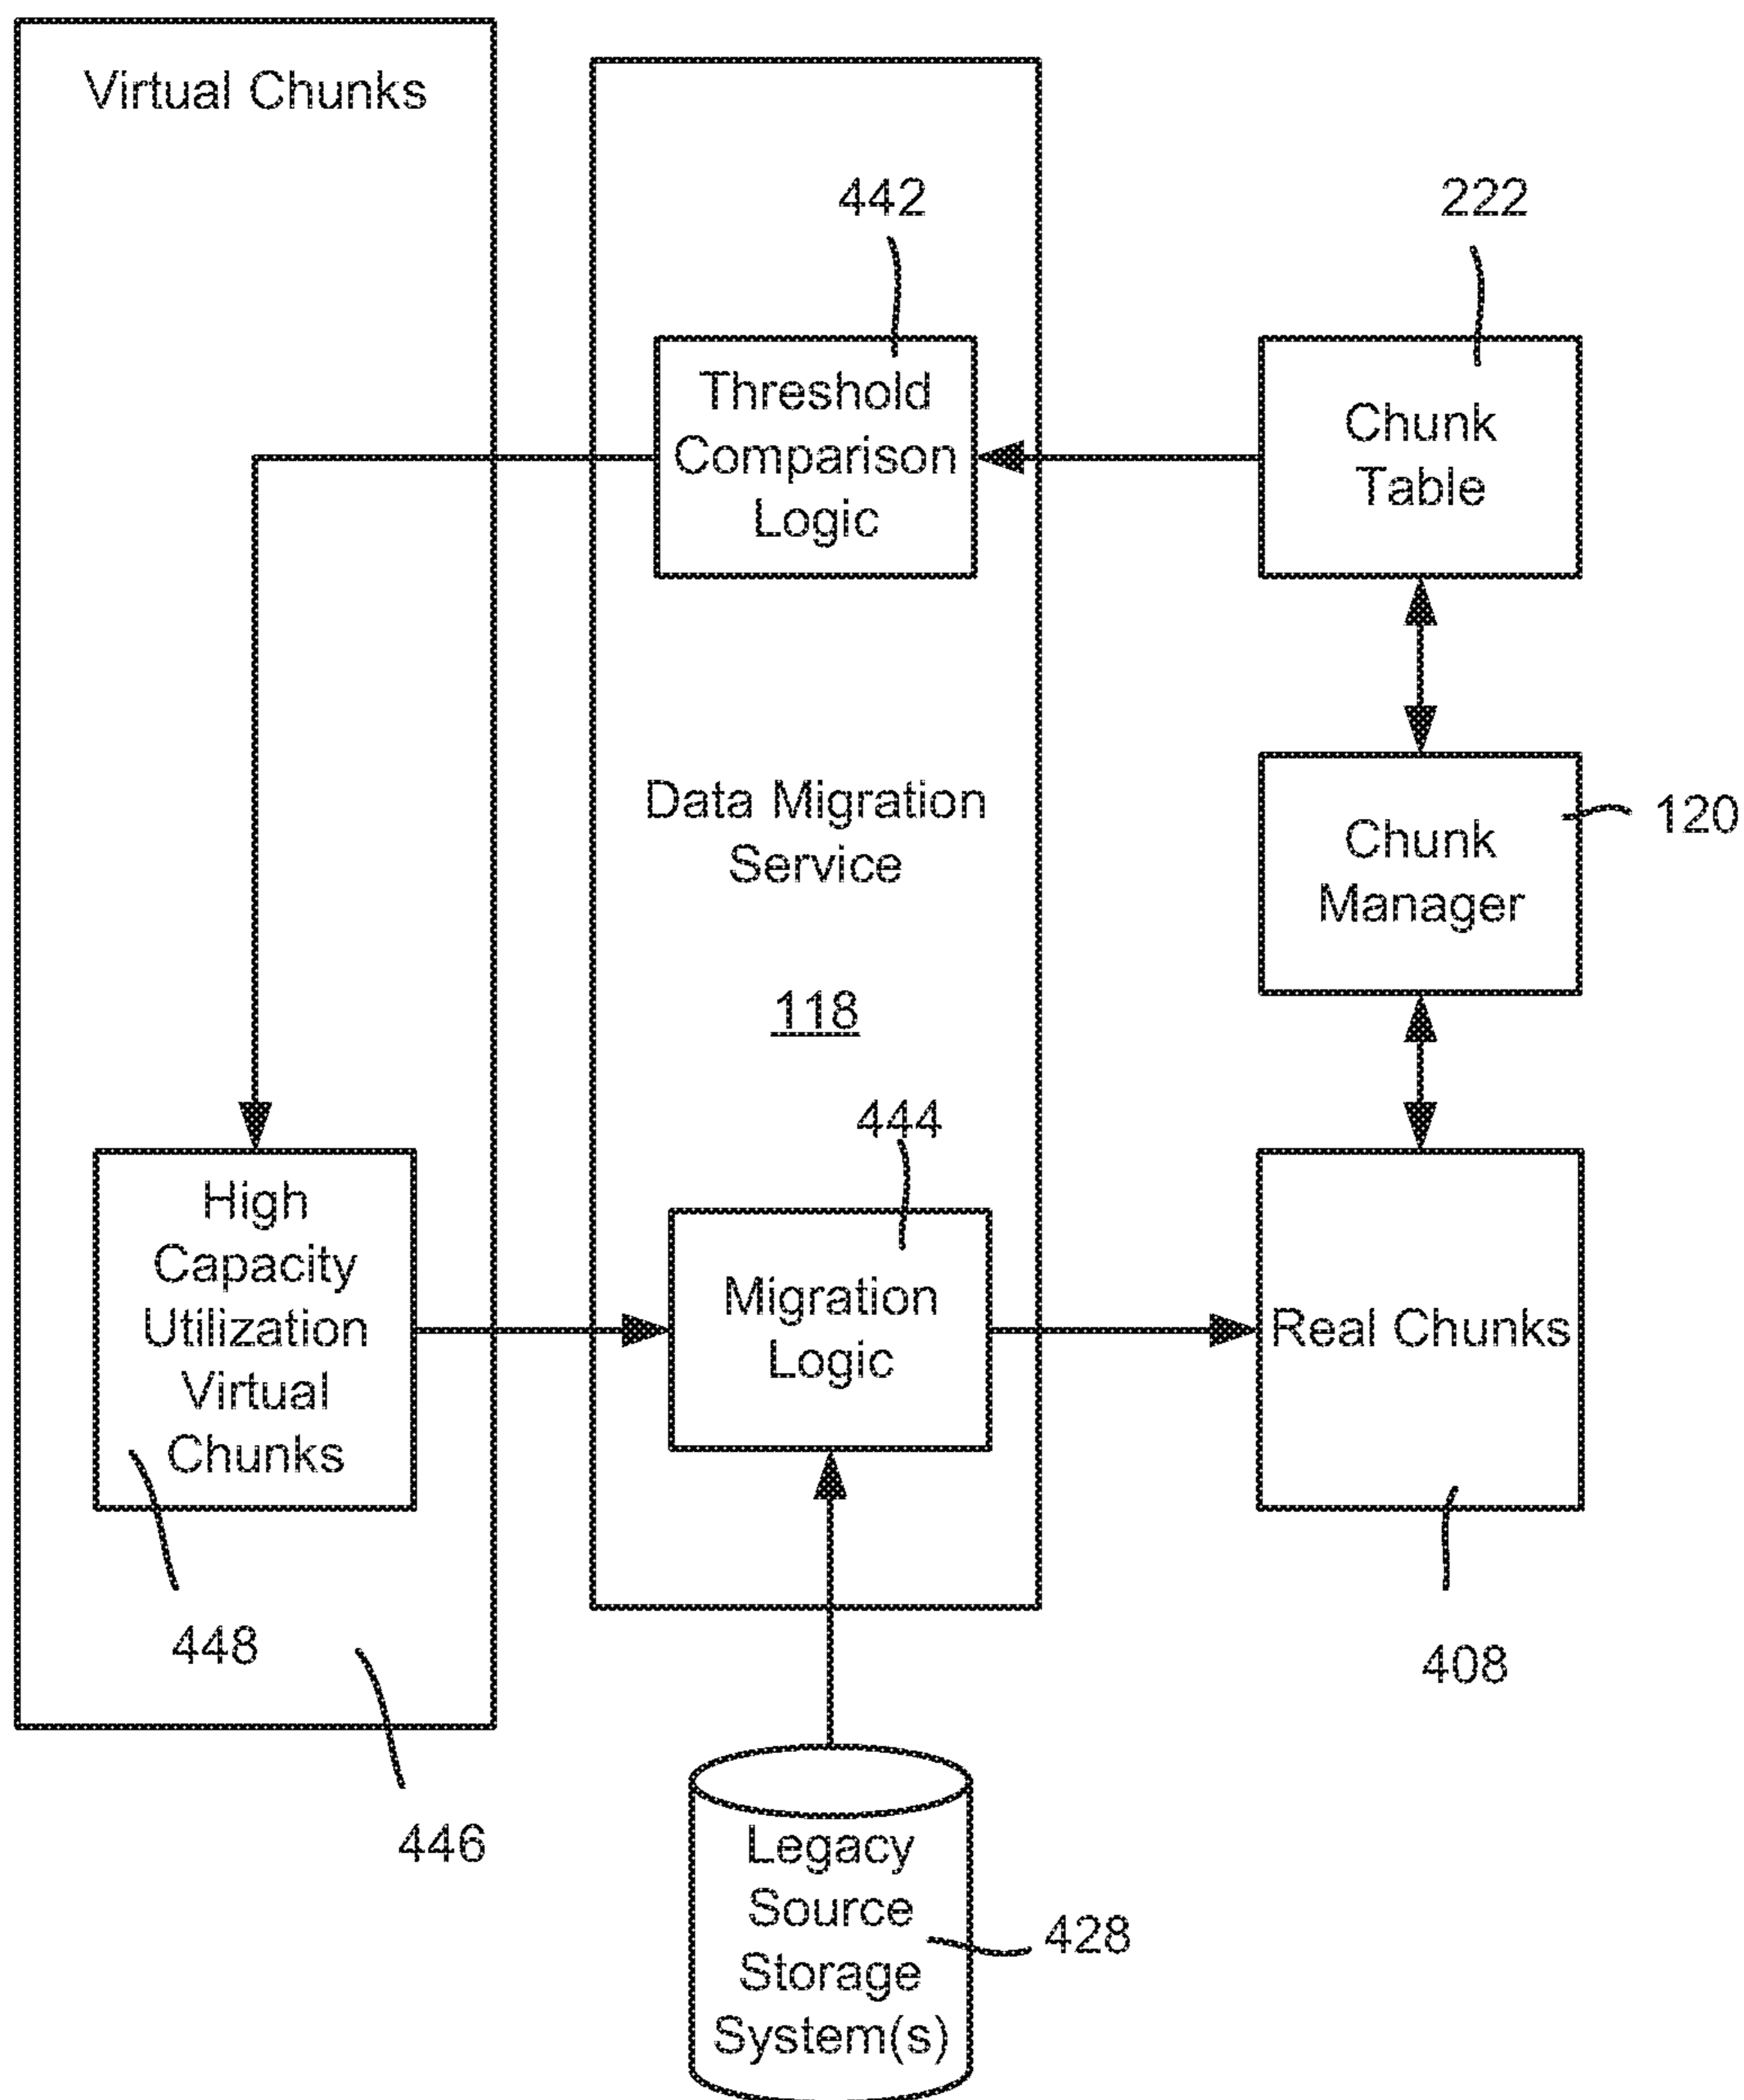 Virtual Chunks
442
222
Threshold
Comparison
Logic
Chunk
Table
Data Migration
Service
118
Chunk
Manager
120
444
High
Capacity
Utilization
Virtual
Chunks
Migration
Logic
Real Chunks
448
408
446
Legacy
Source
Storage
System(s)
428